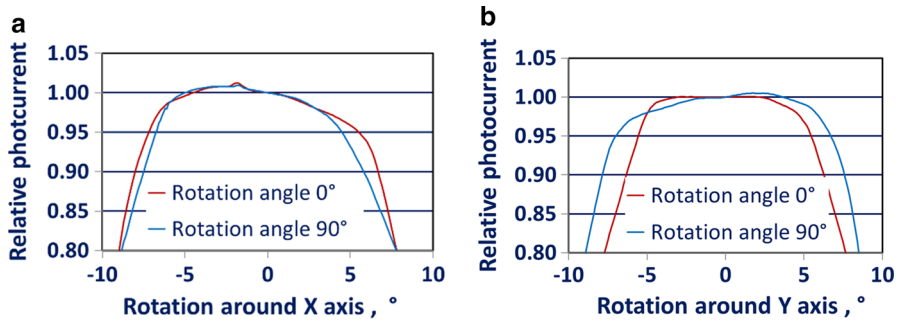 a
Relative photcurrent
1.05
1.00
0.95
0.90
0.85
0.80
Rotation angle 0°
Rotation angle 90°
-10 -5 0 5 10
Rotation around X axis , °
b
Relative photocurrent
1.05
1.00
0.95
0.90
0.85
0.80
Rotation angle 0°
Rotation angle 90°
-10 -5 0 5 10
Rotation around Y axis , °